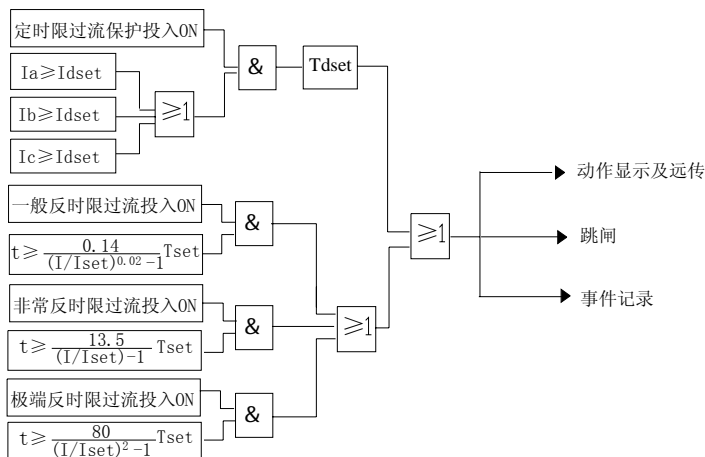 定时限过流保护投入ON
Ia≥Idset
Ib≥Idset
Ic≥Idset
≥1
&
Tdset
一般反时限过流投入ON
t≥0.14/((I/Iset)^0.02-1)Tset
&
非常反时限过流投入ON
t≥13.5/((I/Iset)-1) Tset
&
极端反时限过流投入ON
t≥80/((I/Iset)^2-1)Tset
&
≥1
≥1
动作显示及远传
跳闸
事件记录